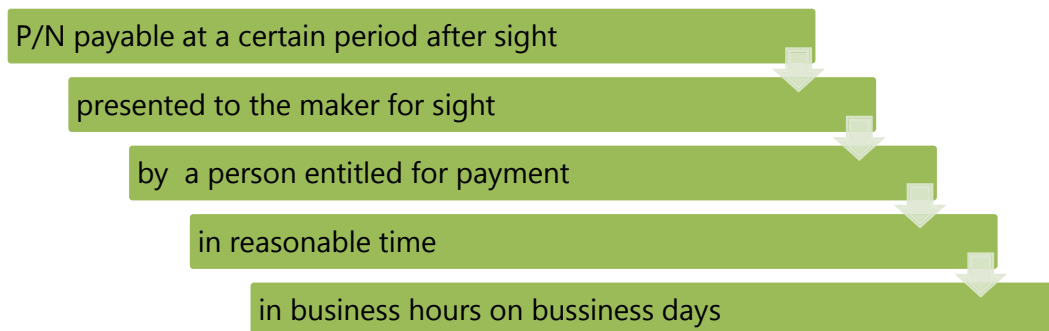 P/N payable at a certain period after sight
presented to the maker for sight
by a person entitled for payment
in reasonable time
in business hours on bussiness days